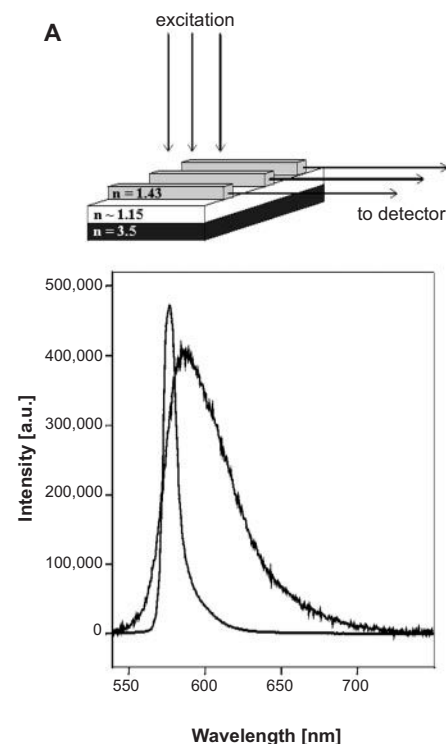 A
excitation
n = 1.43
n ~ 1.15
n = 3.5
to detector
500,000
400,000
300,000
200,000
100,000
0
Intensity [a.u.]
550 600 650 700
Wavelength [nm]